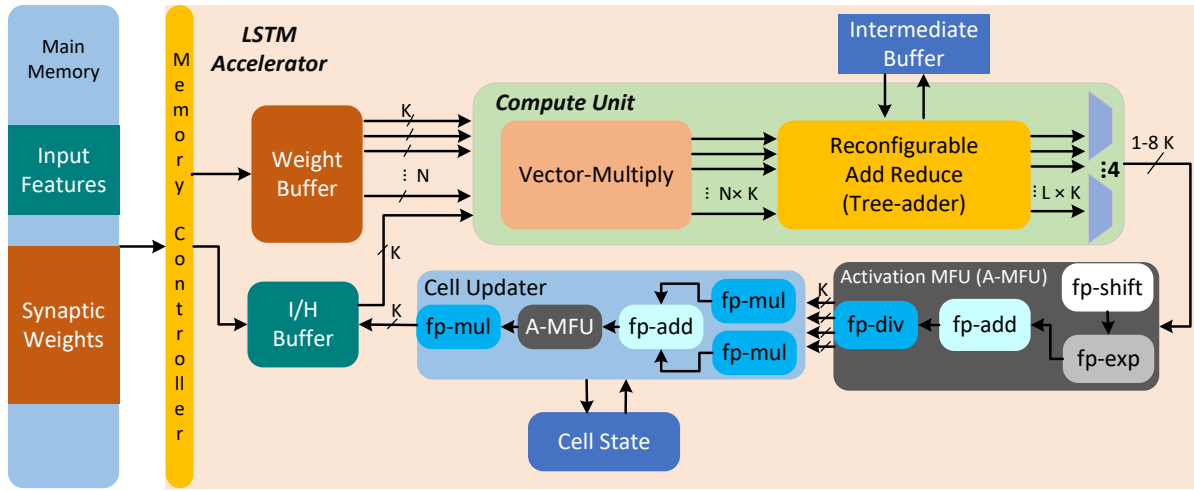 Main
Memory
Input
Features
Synaptic
Weights
Memory Controller
LSTM
Accelerator
Weight
Buffer
I/H
Buffer
K
⋮ N
K
K
Compute Unit
Vector-Multiply
⋮ N× K
Reconfigurable
Add Reduce
(Tree-adder)
⋮ L × K
⋮4
1-8 K
Intermediate
Buffer
Cell Updater
fp-mul
A-MFU
fp-add
fp-mul
fp-mul
K
Activation MFU (A-MFU)
fp-shift
fp-div
fp-add
fp-exp
Cell State